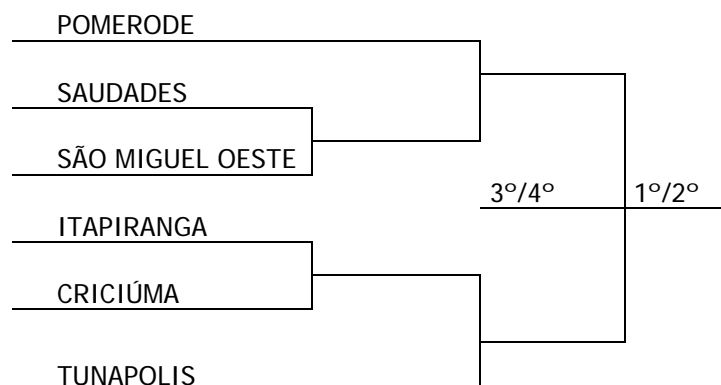 POMERODE
SAUDADES
SÃO MIGUEL OESTE
3º/4º 1º/2º
ITAPIRANGA
CRICIÚMA
TUNAPOLIS